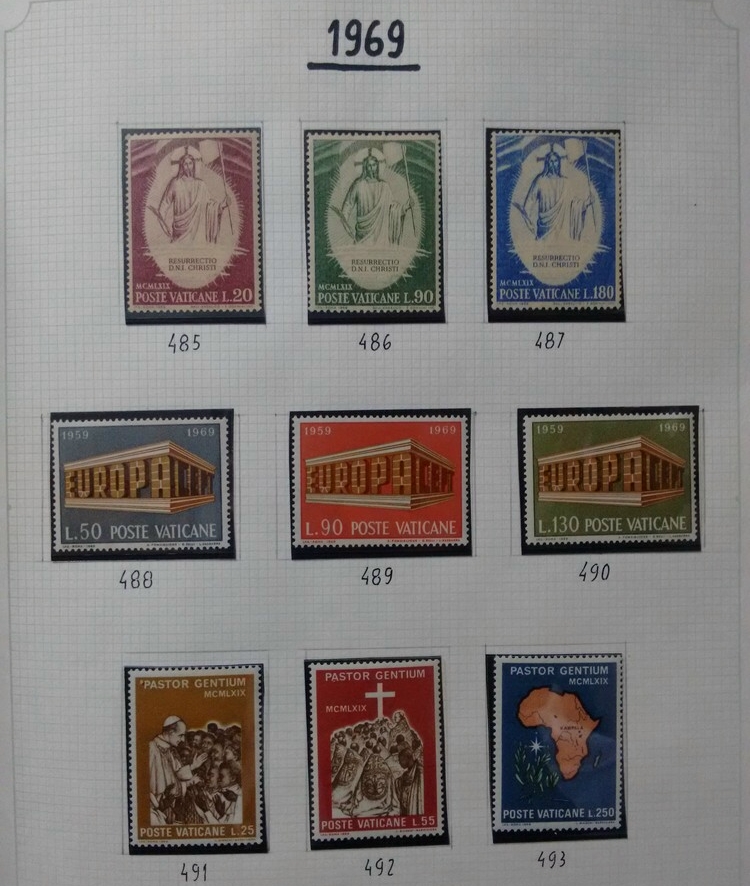 1969
RESURRECTIO
D.N.I. CHRISTI
MCMLXIX
POSTE VATICANE L.20
RESURRECTIO
D.N.I. CHRISTI
MCMLXIX
POSTE VATICANE L.90
RESURRECTIO
D.N.I. CHRISTI
MCMLXIX
POSTE VATICANE L.180
485
486
487
1959 1969
EUROPA
L.50 POSTE VATICANE
1959 1969
EUROPA
L.90 POSTE VATICANE
1959 1969
EUROPA
L.130 POSTE VATICANE
488
489
490
PASTOR GENTIUM
MCMLXIX
POSTE VATICANE L.25
PASTOR GENTIUM
MCMLXIX
POSTE VATICANE L.55
PASTOR GENTIUM
MCMLXIX
KAMPALA
POSTE VATICANE L.250
491
492
493